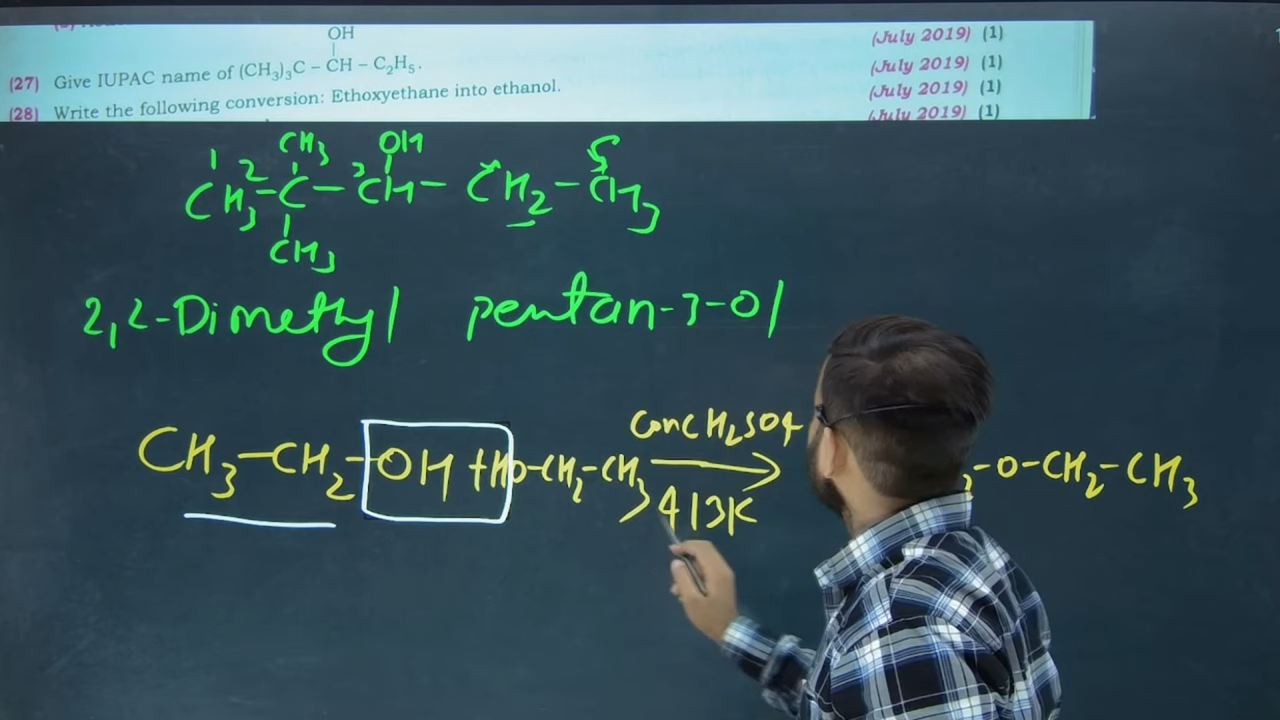 OH
(July 2019) (1)
(27) Give IUPAC name of (CH₃)₃C – CH – C₂H₅.
(July 2019) (1)
(28) Write the following conversion: Ethoxyethane into ethanol.
(July 2019) (1)
(July 2019) (1)
CH₃ OH
1 2 3 5
CH₃–C–CH–CH₂–CH₃
CH₃
2,2-Dimethyl pentan-3-ol
CH₃–CH₂–OH + HO–CH₂–CH₃ Conc H₂SO4 –O–CH₂–CH₃
413K